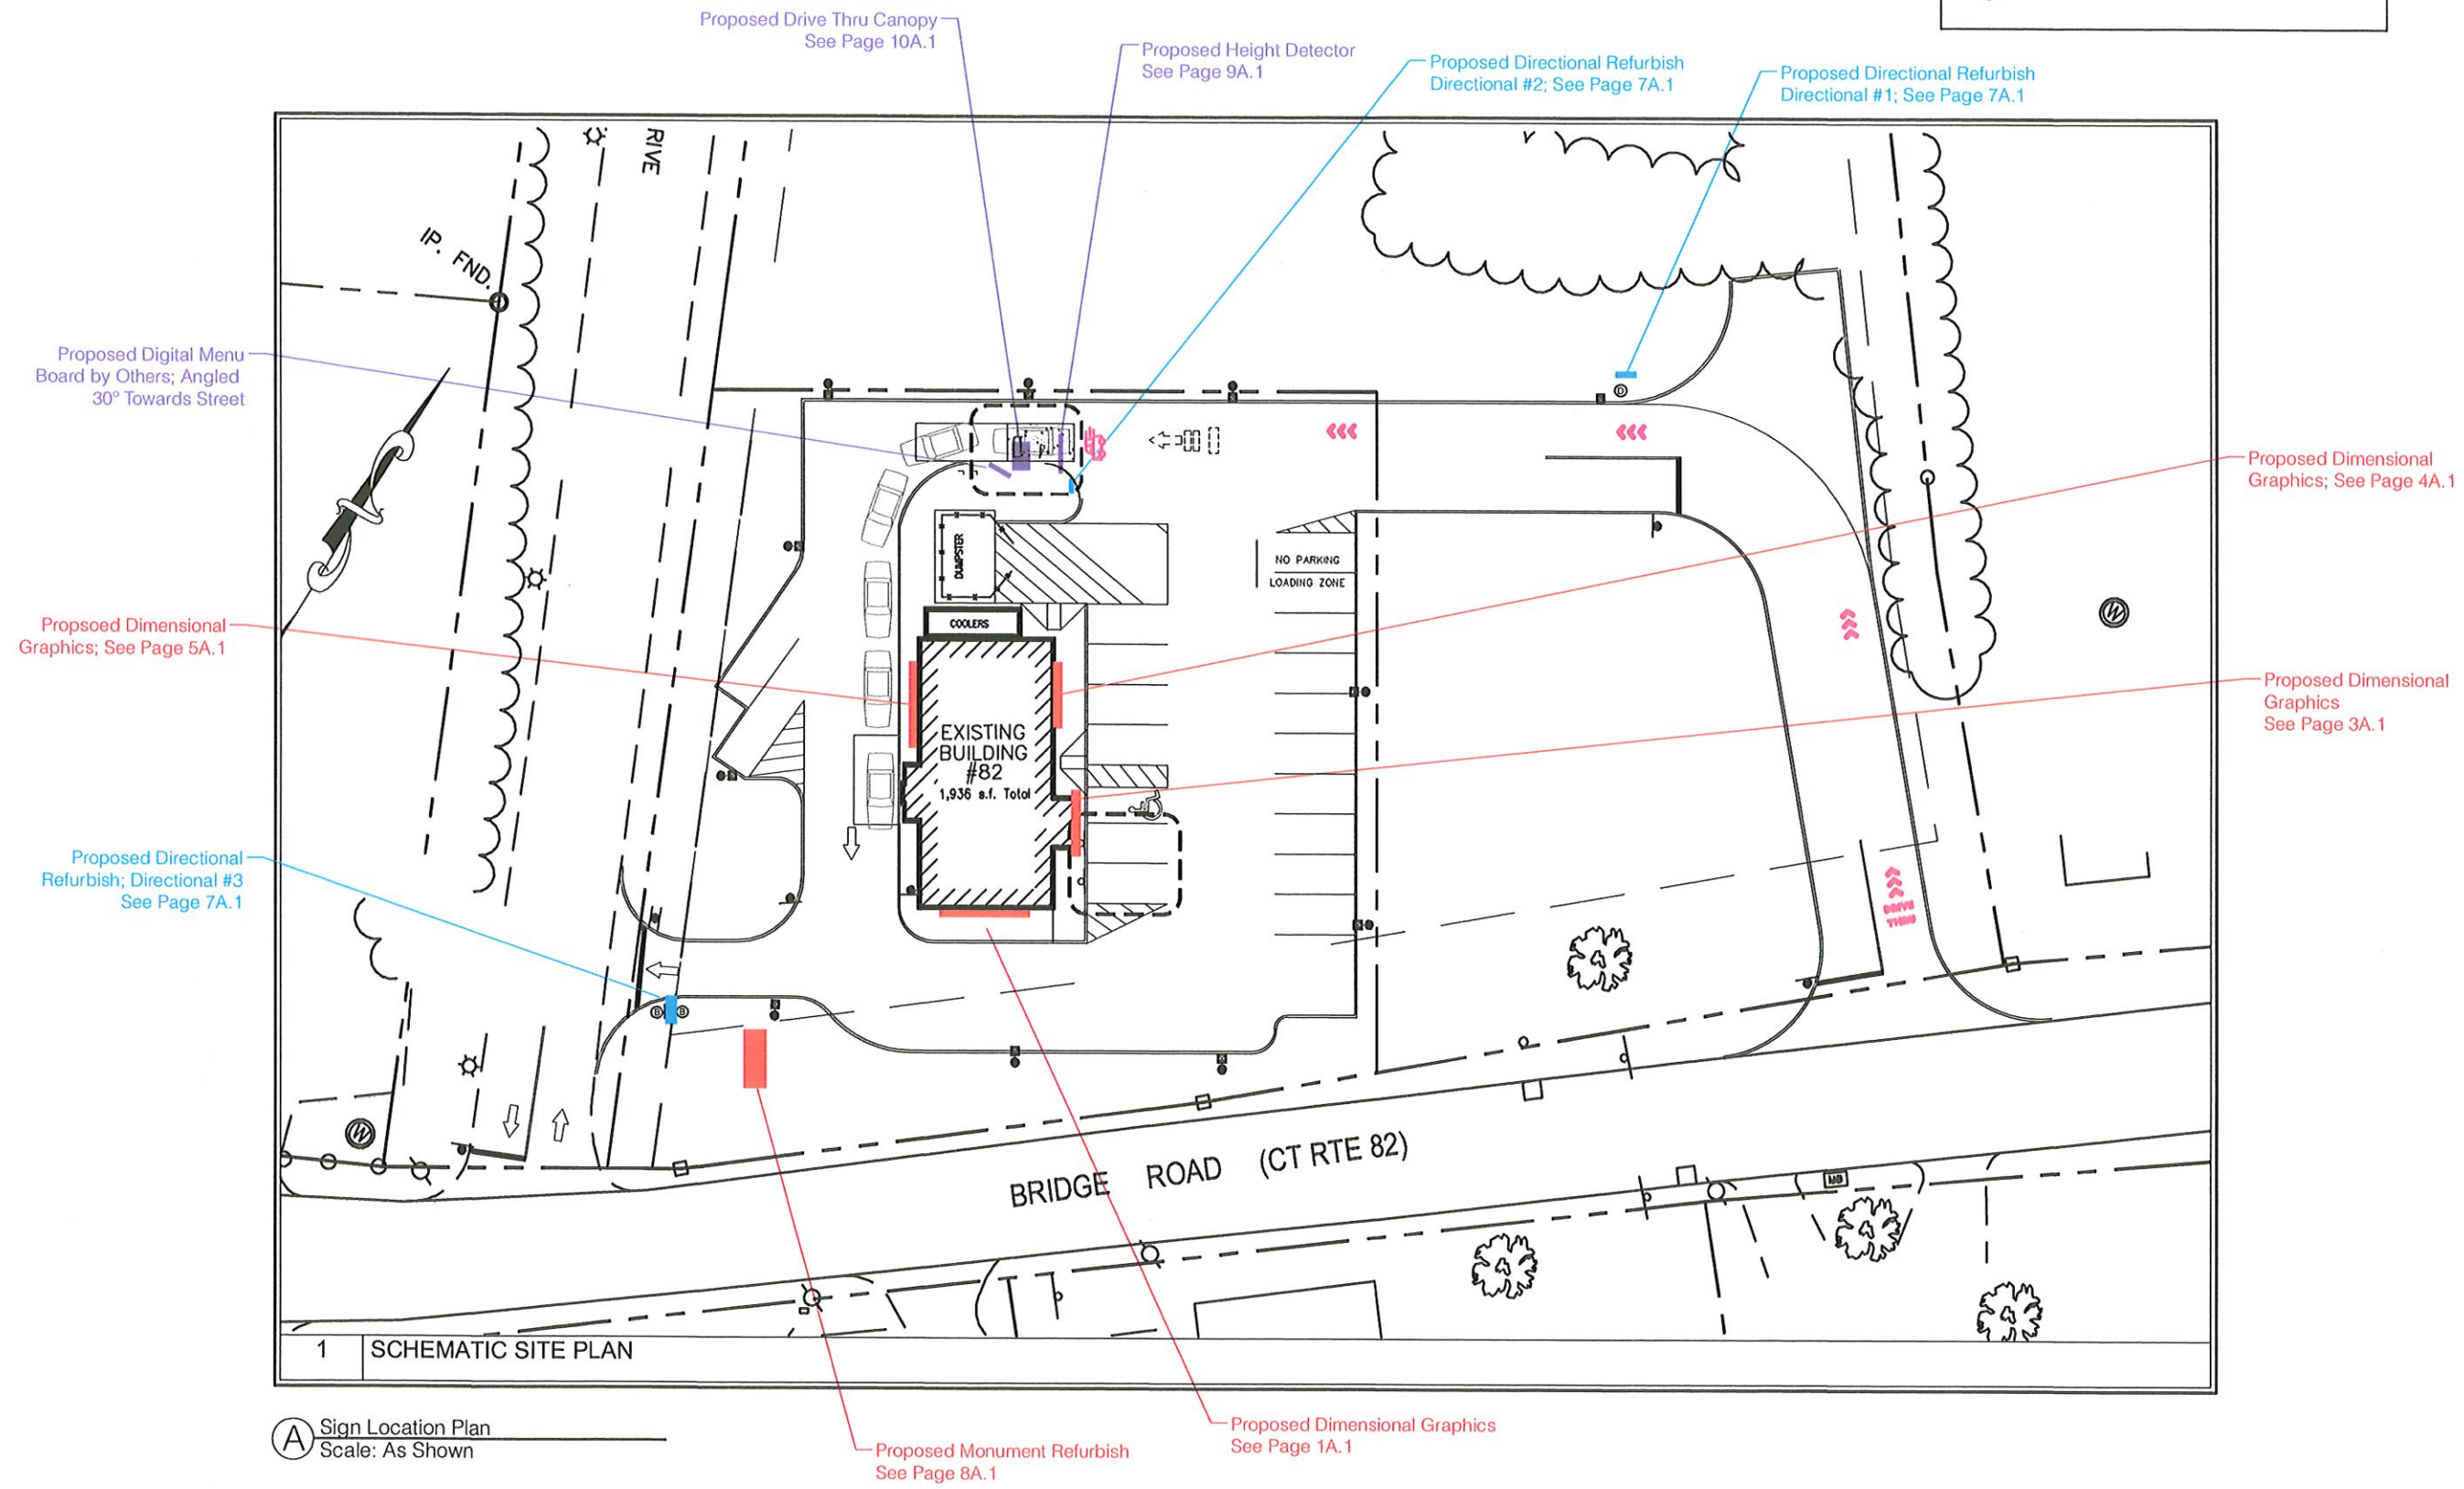 Proposed Drive Thru Canopy
See Page 10A.1
Proposed Height Detector
See Page 9A.1
Proposed Directional Refurbish
Directional #2; See Page 7A.1
Proposed Directional Refurbish
Directional #1; See Page 7A.1
RIVE
IP. FND.
Proposed Digital Menu
Board by Others; Angled
30° Towards Street
D
Proposed Dimensional
Graphics; See Page 4A.1
DUMPSTER
NO PARKING
LOADING ZONE
W
Propsoed Dimensional
Graphics; See Page 5A.1
COOLERS
Proposed Dimensional
Graphics
See Page 3A.1
EXISTING
BUILDING
#82
1,936 s.f. Total
Proposed Directional
Refurbish; Directional #3
See Page 7A.1
DRIVE
THRU
B B
W
BRIDGE ROAD (CT RTE 82)
MB
1 SCHEMATIC SITE PLAN
A Sign Location Plan
Scale: As Shown
Proposed Dimensional Graphics
See Page 1A.1
Proposed Monument Refurbish
See Page 8A.1